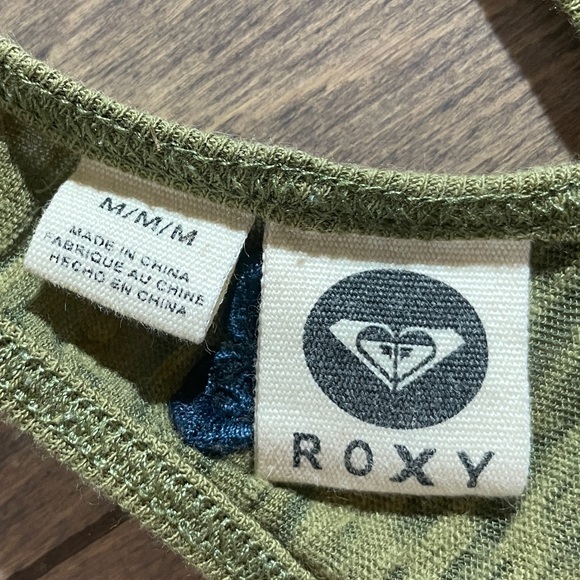 M/M/M
MADE IN CHINA
FABRIQUE AU CHINE
HECHO EN CHINA
ROXY